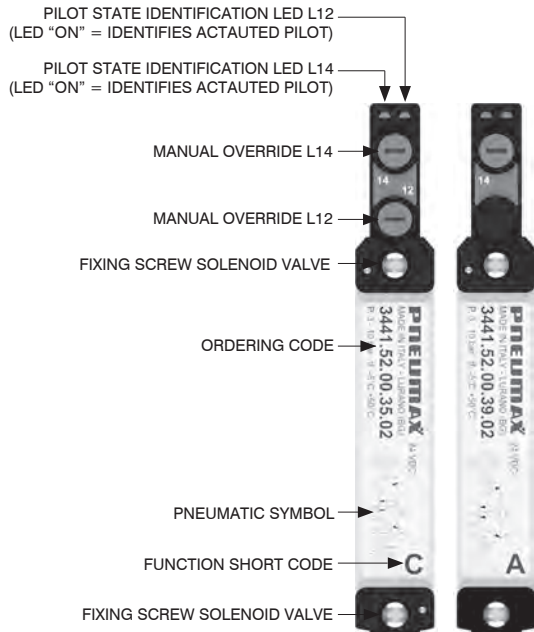 PILOT STATE IDENTIFICATION LED L12
(LED “ON” = IDENTIFIES ACTAUTED PILOT)
PILOT STATE IDENTIFICATION LED L14
(LED “ON” = IDENTIFIES ACTAUTED PILOT)
MANUAL OVERRIDE L14
MANUAL OVERRIDE L12
FIXING SCREW SOLENOID VALVE
ORDERING CODE
PNEUMATIC SYMBOL
FUNCTION SHORT CODE
FIXING SCREW SOLENOID VALVE
14
12
PNEUMAX
24 VDC
MADE IN ITALY - LURANO (BG)
3441.52.00.35.02
C
14
PNEUMAX
24 VDC
MADE IN ITALY - LURANO (BG)
3441.52.00.39.02
A